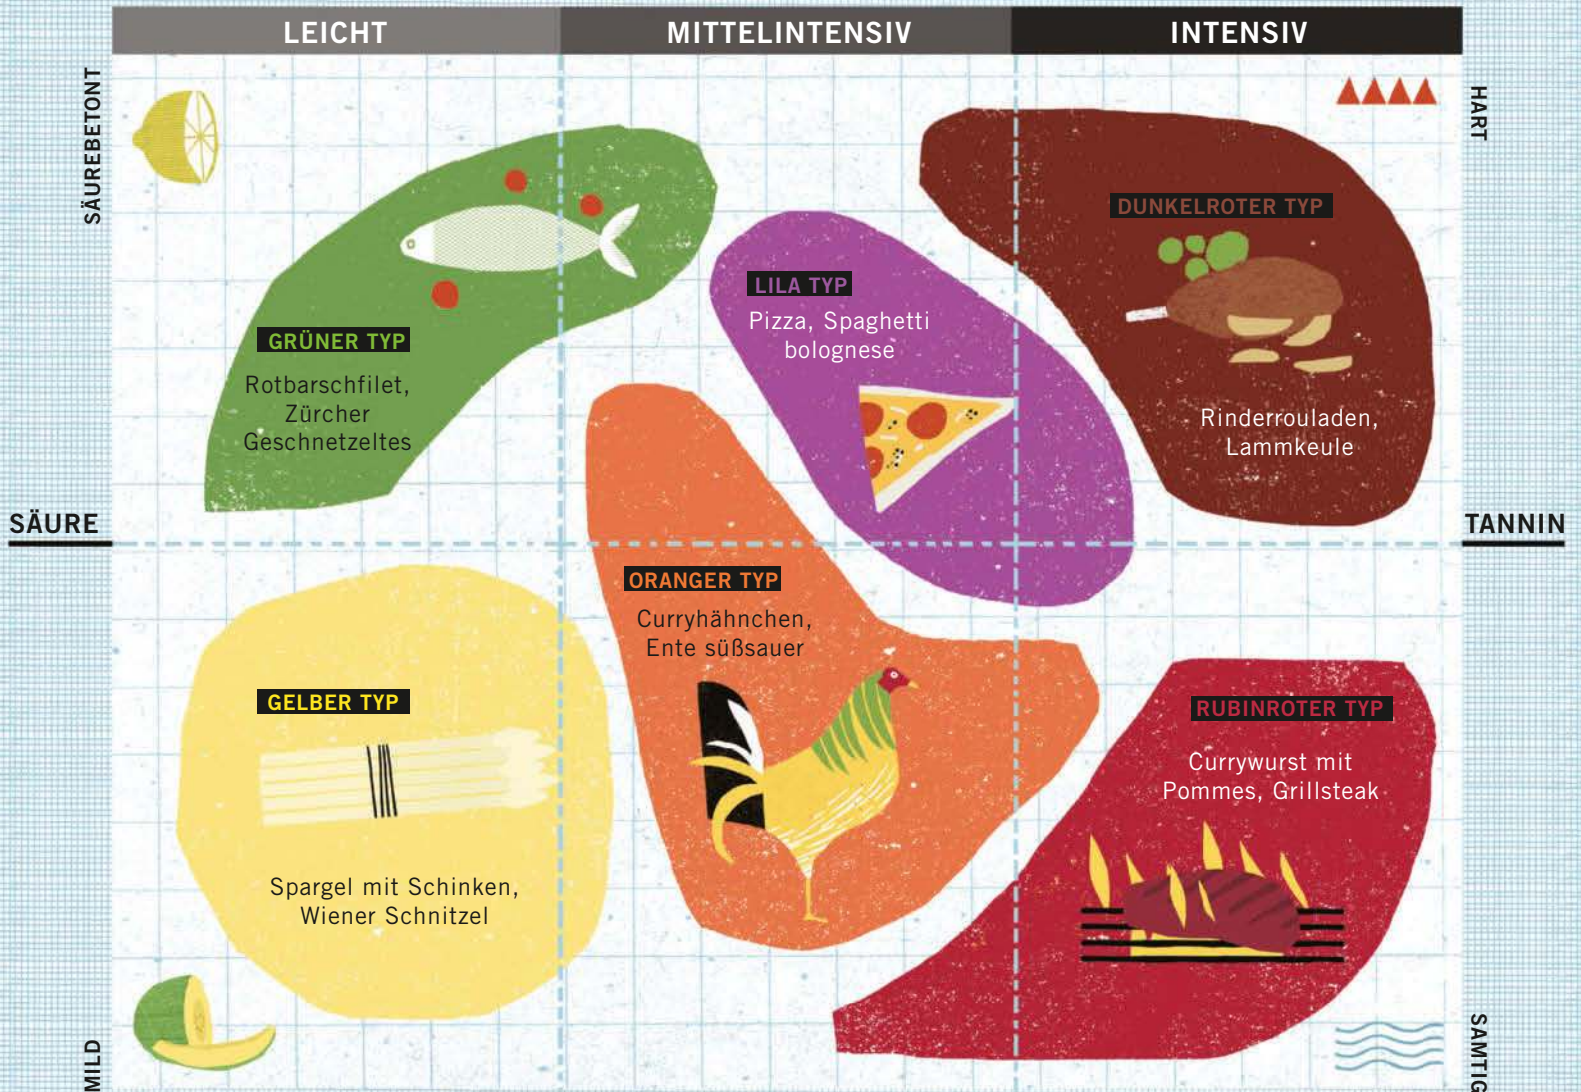 LEICHT
MITTELINTENSIV
INTENSIV
SÄUREBETONT
HART
DUNKELROTER TYP
LILA TYP
Pizza, Spaghetti
bolognese
GRÜNER TYP
Rotbarschfilet,
Zürcher
Geschnetzeltes
Rinderrouladen,
Lammkeule
SÄURE
TANNIN
ORANGER TYP
Curryhähnchen,
Ente süßsauer
GELBER TYP
RUBINROTER TYP
Currywurst mit
Pommes, Grillsteak
Spargel mit Schinken,
Wiener Schnitzel
MILD
SAMTIG